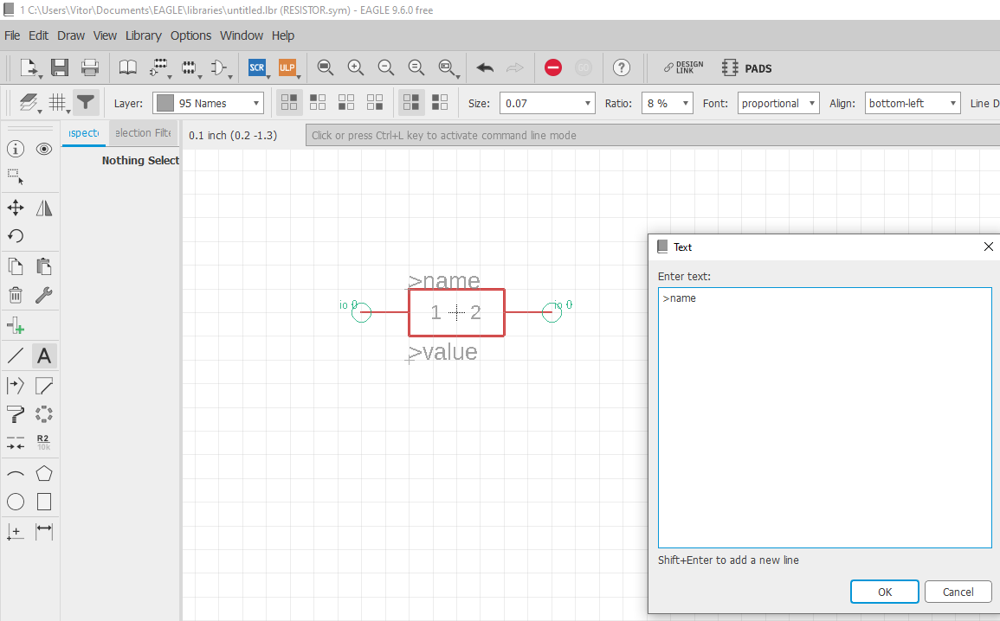 1 C:\Users\Vitor\Documents\EAGLE\libraries\untitled.lbr (RESISTOR.sym) - EAGLE 9.6.0 free
File Edit Draw View Library Options Window Help
SCR ULP DESIGN LINK PADS
Layer: 95 Names Size: 0.07 Ratio: 8 % Font: proportional Align: bottom-left Line D
nspecto election Filte 0.1 inch (0.2 -1.3) Click or press Ctrl+L key to activate command line mode
Nothing Select
>name
io 0 1 2 io 0
>value
R2
10k
Text
Enter text:
>name
Shift+Enter to add a new line
OK Cancel